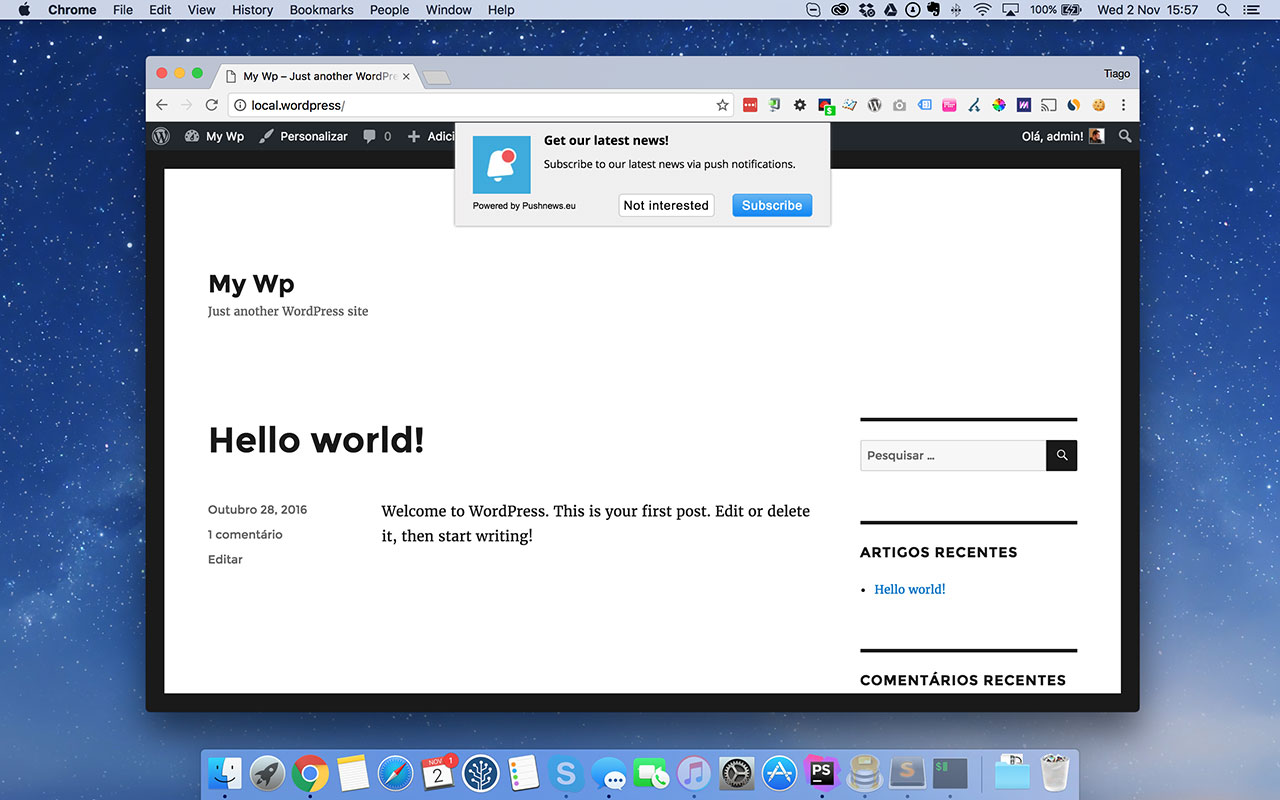 Chrome File Edit View History Bookmarks People Window Help 100% Wed 2 Nov 15:57
My Wp – Just another WordPre Tiago
local.wordpress/
My Wp Personalizar 0 Adici Olá, admin!
Get our latest news!
Subscribe to our latest news via push notifications.
Powered by Pushnews.eu Not interested Subscribe
My Wp
Just another WordPress site
Hello world!
Pesquisar ...
Outubro 28, 2016
1 comentário
Editar
Welcome to WordPress. This is your first post. Edit or delete
it, then start writing!
ARTIGOS RECENTES
Hello world!
COMENTÁRIOS RECENTES
NOV 1
2
PS
S
$